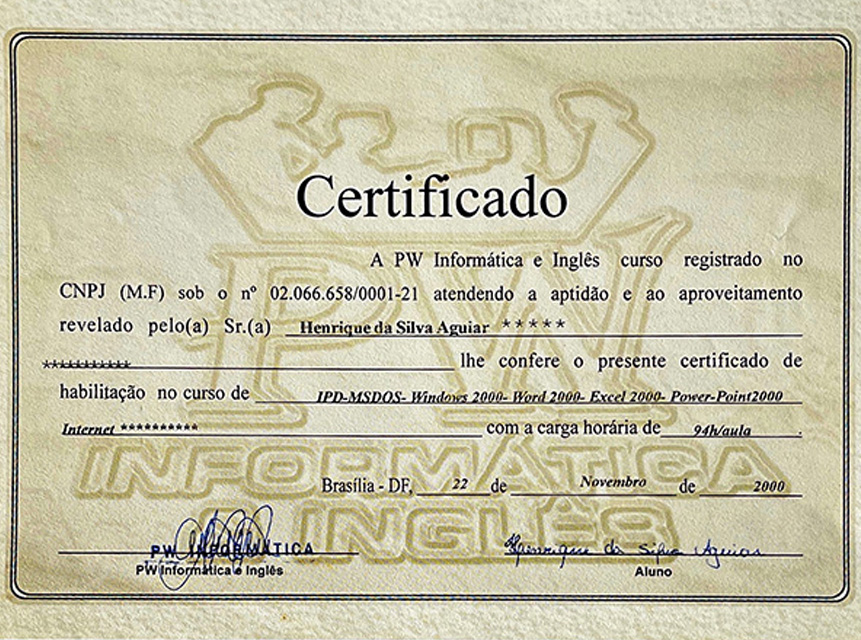 Certificado
A PW Informática e Inglês curso registrado no
CNPJ (M.F) sob o nº 02.066.658/0001-21 atendendo a aptidão e ao aproveitamento
revelado pelo(a) Sr.(a) Henrique da Silva Aguiar *****
*********** lhe confere o presente certificado de
habilitação no curso de IPD-MSDOS- Windows 2000- Word 2000- Excel 2000- Power-Point2000
Internet ********** com a carga horária de 94h/aula .
Brasília - DF, 22 de Novembro de 2000
PW INFORMÁTICA
INGLÊS
PW INFORMATICA Henrique da Silva Aguiar
PW Informática e Inglês Aluno